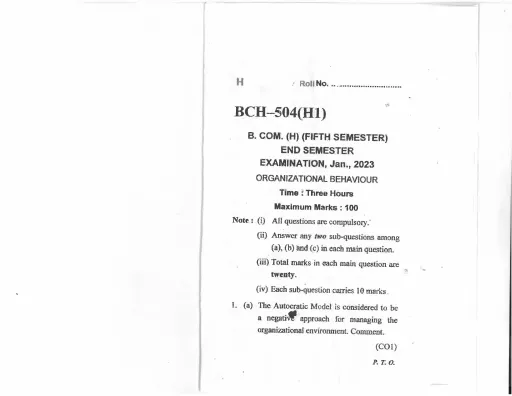 H Roll No. ..............................
BCH–504(H1)
B. COM. (H) (FIFTH SEMESTER)
END SEMESTER
EXAMINATION, Jan., 2023
ORGANIZATIONAL BEHAVIOUR
Time : Three Hours
Maximum Marks : 100
Note : (i) All questions are compulsory.
(ii) Answer any two sub-questions among
(a), (b) and (c) in each main question.
(iii) Total marks in each main question are
twenty.
(iv) Each sub-question carries 10 marks.
1. (a) The Autocratic Model is considered to be
a negative approach for managing the
organizational environment. Comment.
(CO1)
P. T. O.